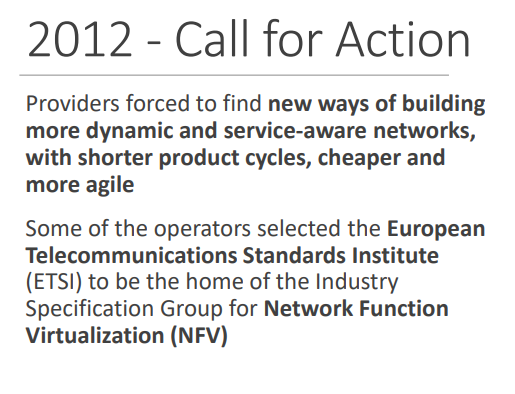 2012 - Call for Action
Providers forced to find new ways of building
more dynamic and service-aware networks,
with shorter product cycles, cheaper and
more agile
Some of the operators selected the European
Telecommunications Standards Institute
(ETSI) to be the home of the Industry
Specification Group for Network Function
Virtualization (NFV)